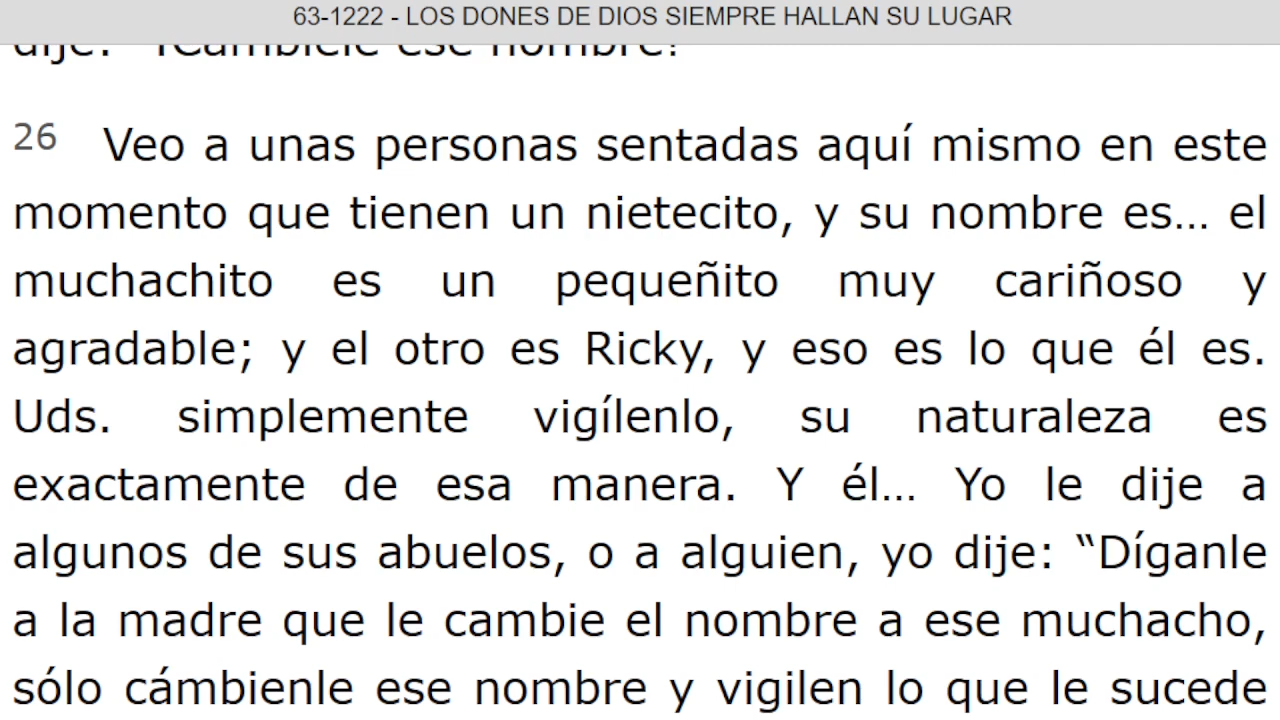 63-1222 - LOS DONES DE DIOS SIEMPRE HALLAN SU LUGAR
dije: “¡Cámbiele ese nombre!
26 Veo a unas personas sentadas aquí mismo en este
momento que tienen un nietecito, y su nombre es… el
muchachito es un pequeñito muy cariñoso y
agradable; y el otro es Ricky, y eso es lo que él es.
Uds. simplemente vigílenlo, su naturaleza es
exactamente de esa manera. Y él… Yo le dije a
algunos de sus abuelos, o a alguien, yo dije: “Díganle
a la madre que le cambie el nombre a ese muchacho,
sólo cámbienle ese nombre y vigilen lo que le sucede